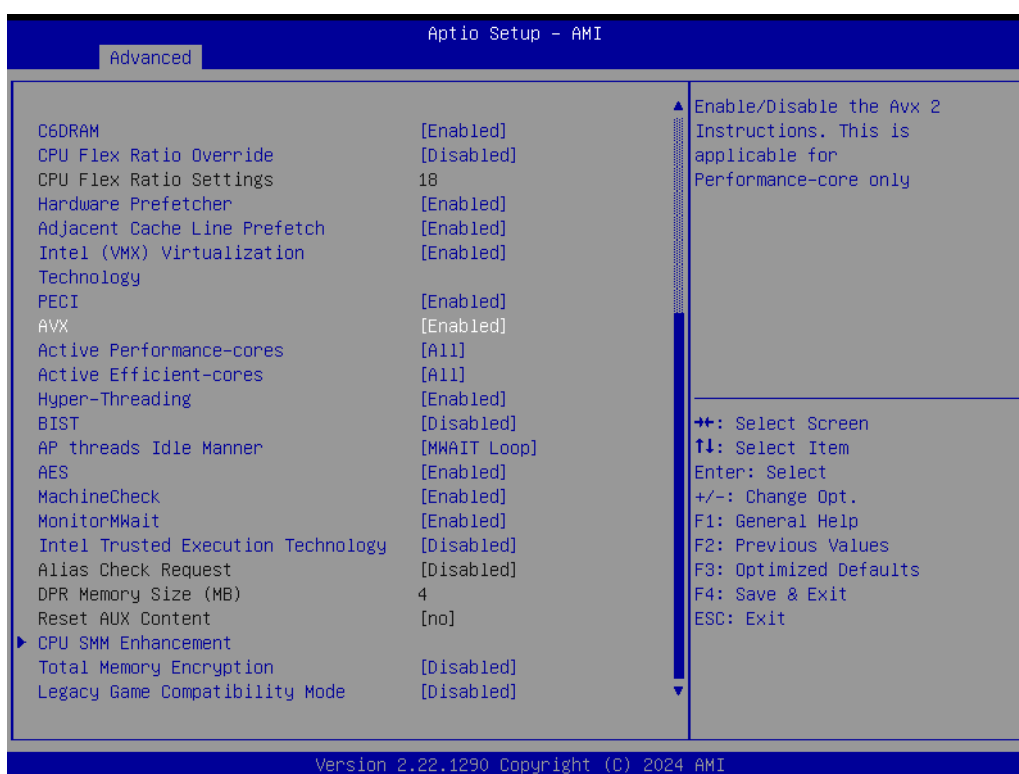 Aptio Setup – AMI
Advanced
C6DRAM [Enabled]
CPU Flex Ratio Override [Disabled]
CPU Flex Ratio Settings 18
Hardware Prefetcher [Enabled]
Adjacent Cache Line Prefetch [Enabled]
Intel (VMX) Virtualization [Enabled]
Technology
PECI [Enabled]
AVX [Enabled]
Active Performance-cores [All]
Active Efficient-cores [All]
Hyper-Threading [Enabled]
BIST [Disabled]
AP threads Idle Manner [MWAIT Loop]
AES [Enabled]
MachineCheck [Enabled]
MonitorMWait [Enabled]
Intel Trusted Execution Technology [Disabled]
Alias Check Request [Disabled]
DPR Memory Size (MB) 4
Reset AUX Content [no]
CPU SMM Enhancement
Total Memory Encryption [Disabled]
Legacy Game Compatibility Mode [Disabled]
Enable/Disable the Avx 2
Instructions. This is
applicable for
Performance-core only
→←: Select Screen
↑↓: Select Item
Enter: Select
+/-: Change Opt.
F1: General Help
F2: Previous Values
F3: Optimized Defaults
F4: Save & Exit
ESC: Exit
Version 2.22.1290 Copyright (C) 2024 AMI